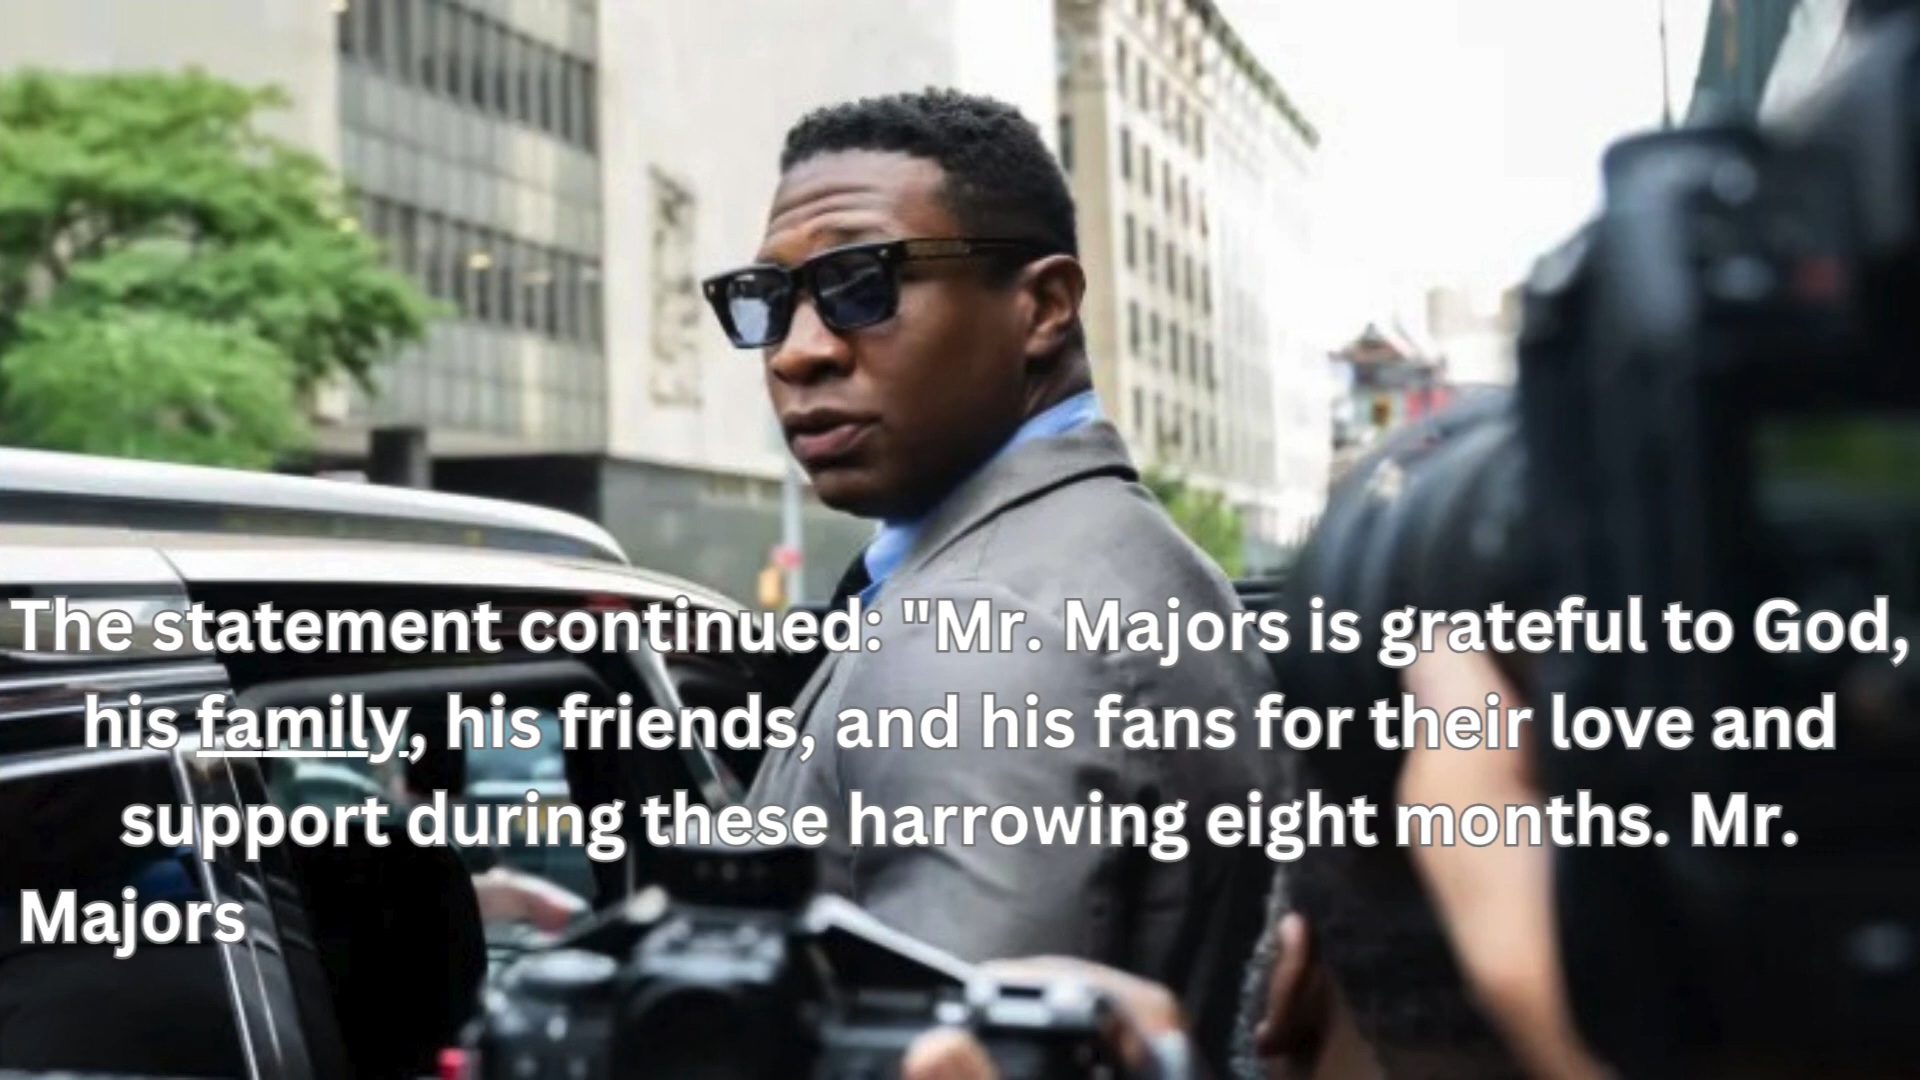 The statement continued: "Mr. Majors is grateful to God,
his family, his friends, and his fans for their love and
support during these harrowing eight months. Mr.
Majors